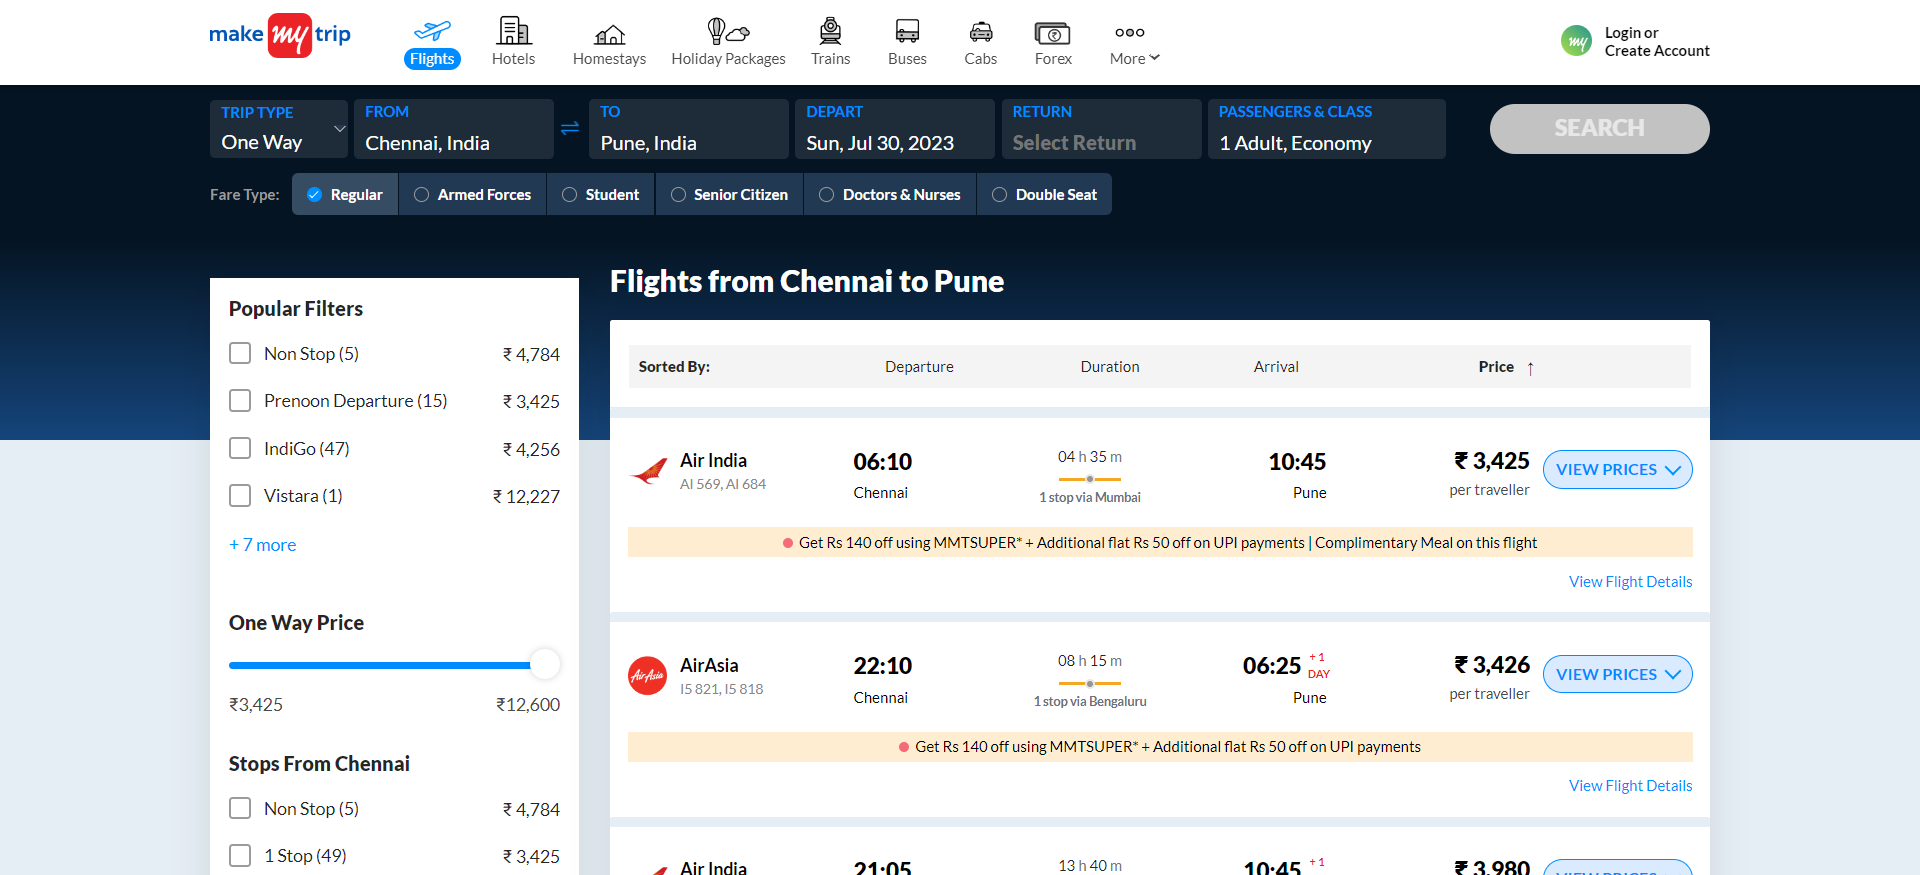 make my trip
Flights
Hotels
Homestays
Holiday Packages
Trains
Buses
Cabs
Forex
More
my
Login or
Create Account
TRIP TYPE
One Way
FROM
Chennai, India
TO
Pune, India
DEPART
Sun, Jul 30, 2023
RETURN
Select Return
PASSENGERS & CLASS
1 Adult, Economy
SEARCH
Fare Type:
Regular
Armed Forces
Student
Senior Citizen
Doctors & Nurses
Double Seat
Popular Filters
Non Stop (5) ₹ 4,784
Prenoon Departure (15) ₹ 3,425
IndiGo (47) ₹ 4,256
Vistara (1) ₹ 12,227
+ 7 more
One Way Price
₹3,425 ₹12,600
Stops From Chennai
Non Stop (5) ₹ 4,784
1 Stop (49) ₹ 3,425
Flights from Chennai to Pune
Sorted By: Departure Duration Arrival Price ↑
Air India
AI 569, AI 684
06:10
Chennai
04 h 35 m
1 stop via Mumbai
10:45
Pune
₹ 3,425
per traveller
VIEW PRICES
Get Rs 140 off using MMTSUPER* + Additional flat Rs 50 off on UPI payments | Complimentary Meal on this flight
View Flight Details
AirAsia
AirAsia
I5 821, I5 818
22:10
Chennai
08 h 15 m
1 stop via Bengaluru
06:25
+ 1
DAY
Pune
₹ 3,426
per traveller
VIEW PRICES
Get Rs 140 off using MMTSUPER* + Additional flat Rs 50 off on UPI payments
View Flight Details
Air India
21:05
13 h 40 m
10:45
+ 1
₹ 3,980
VIEW PRICES